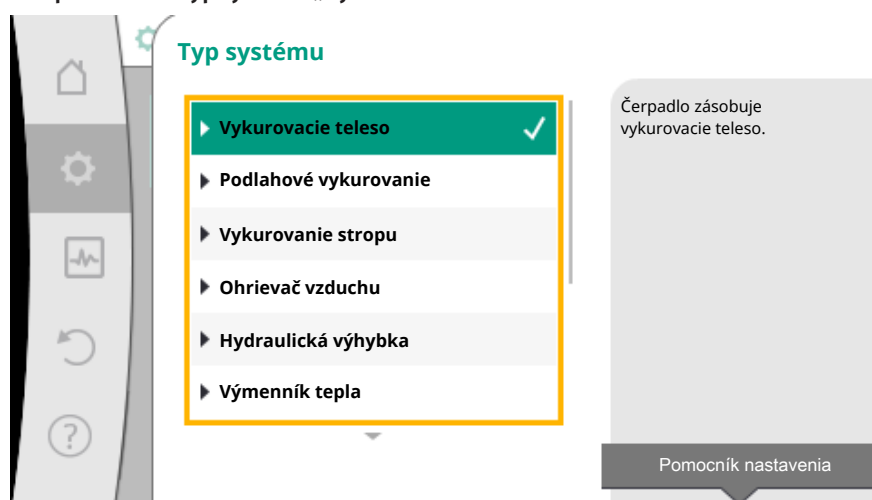 Typ systému
Vykurovacie teleso
Podlahové vykurovanie
Vykurovanie stropu
Ohrievač vzduchu
Hydraulická výhybka
Výmenník tepla
Čerpadlo zásobuje
vykurovacie teleso.
Pomocník nastavenia
?